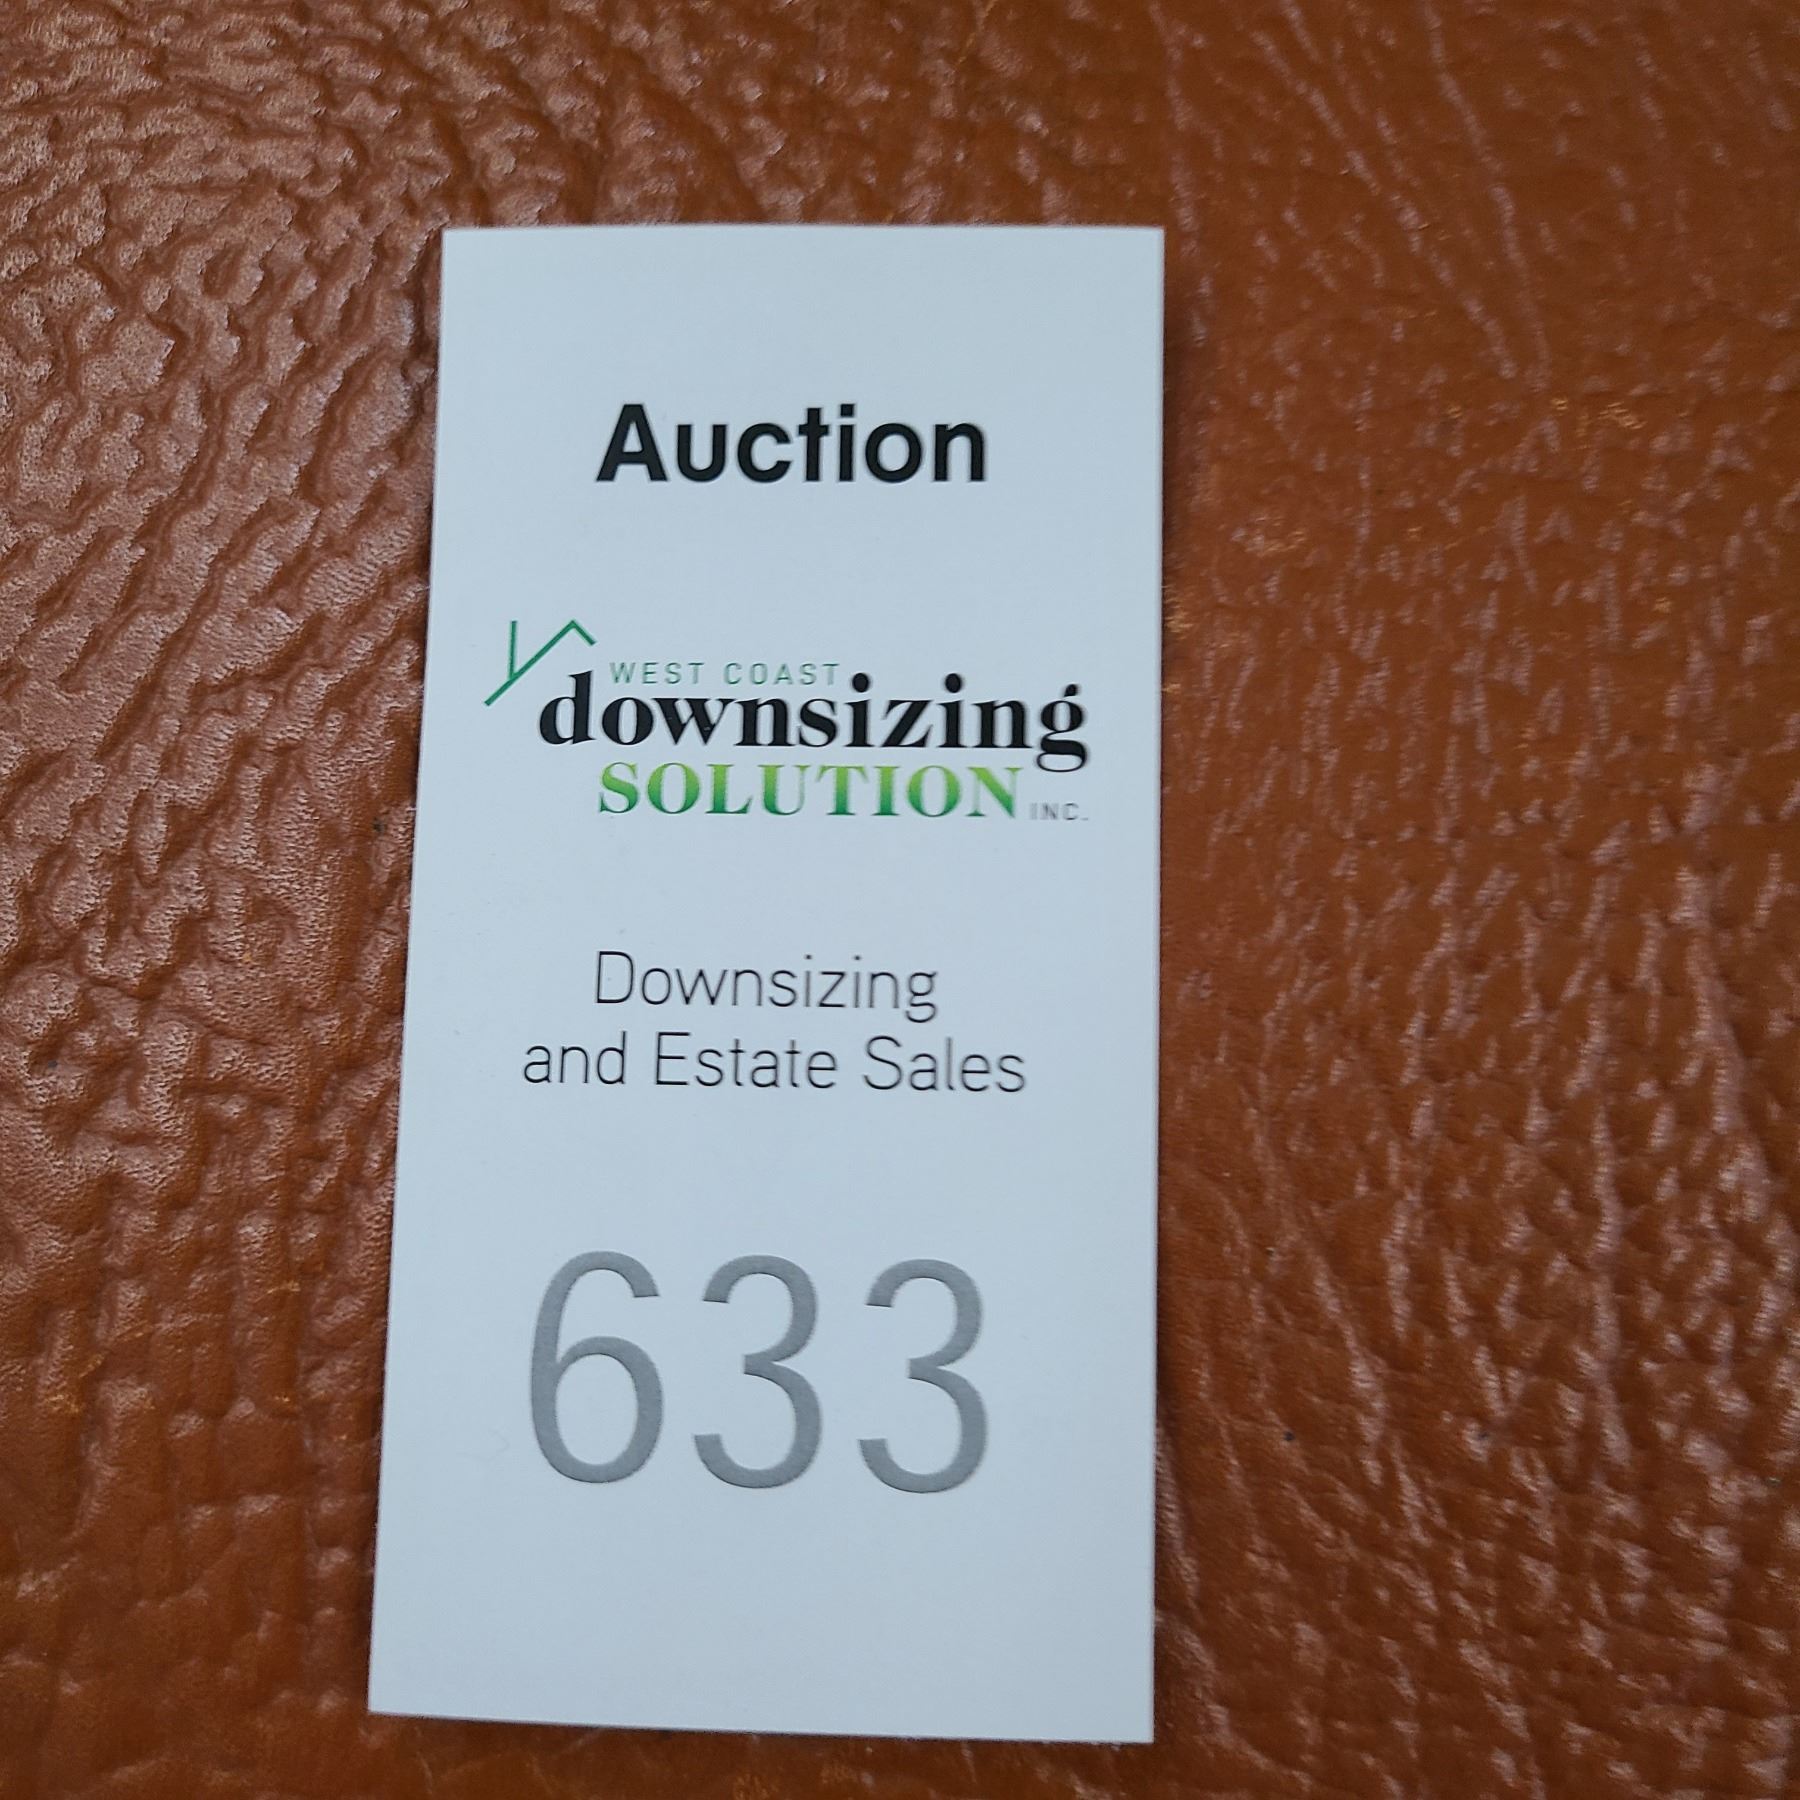 Auction
WEST COAST
downsizing
SOLUTION INC.
Downsizing
and Estate Sales
633